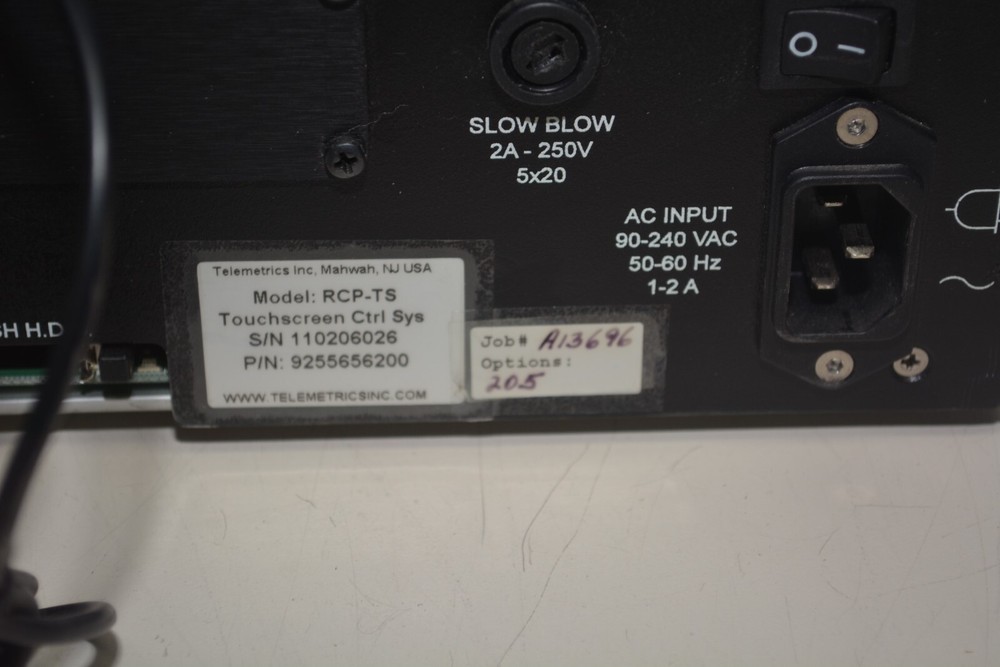 O I
SLOW BLOW
2A - 250V
5x20
AC INPUT
90-240 VAC
50-60 Hz
1-2 A
SH H.D
Telemetrics Inc, Mahwah, NJ USA
Model: RCP-TS
Touchscreen Ctrl Sys
S/N 110206026
P/N: 9255656200
WWW.TELEMETRICSINC.COM
Job# A13696
Options:
205